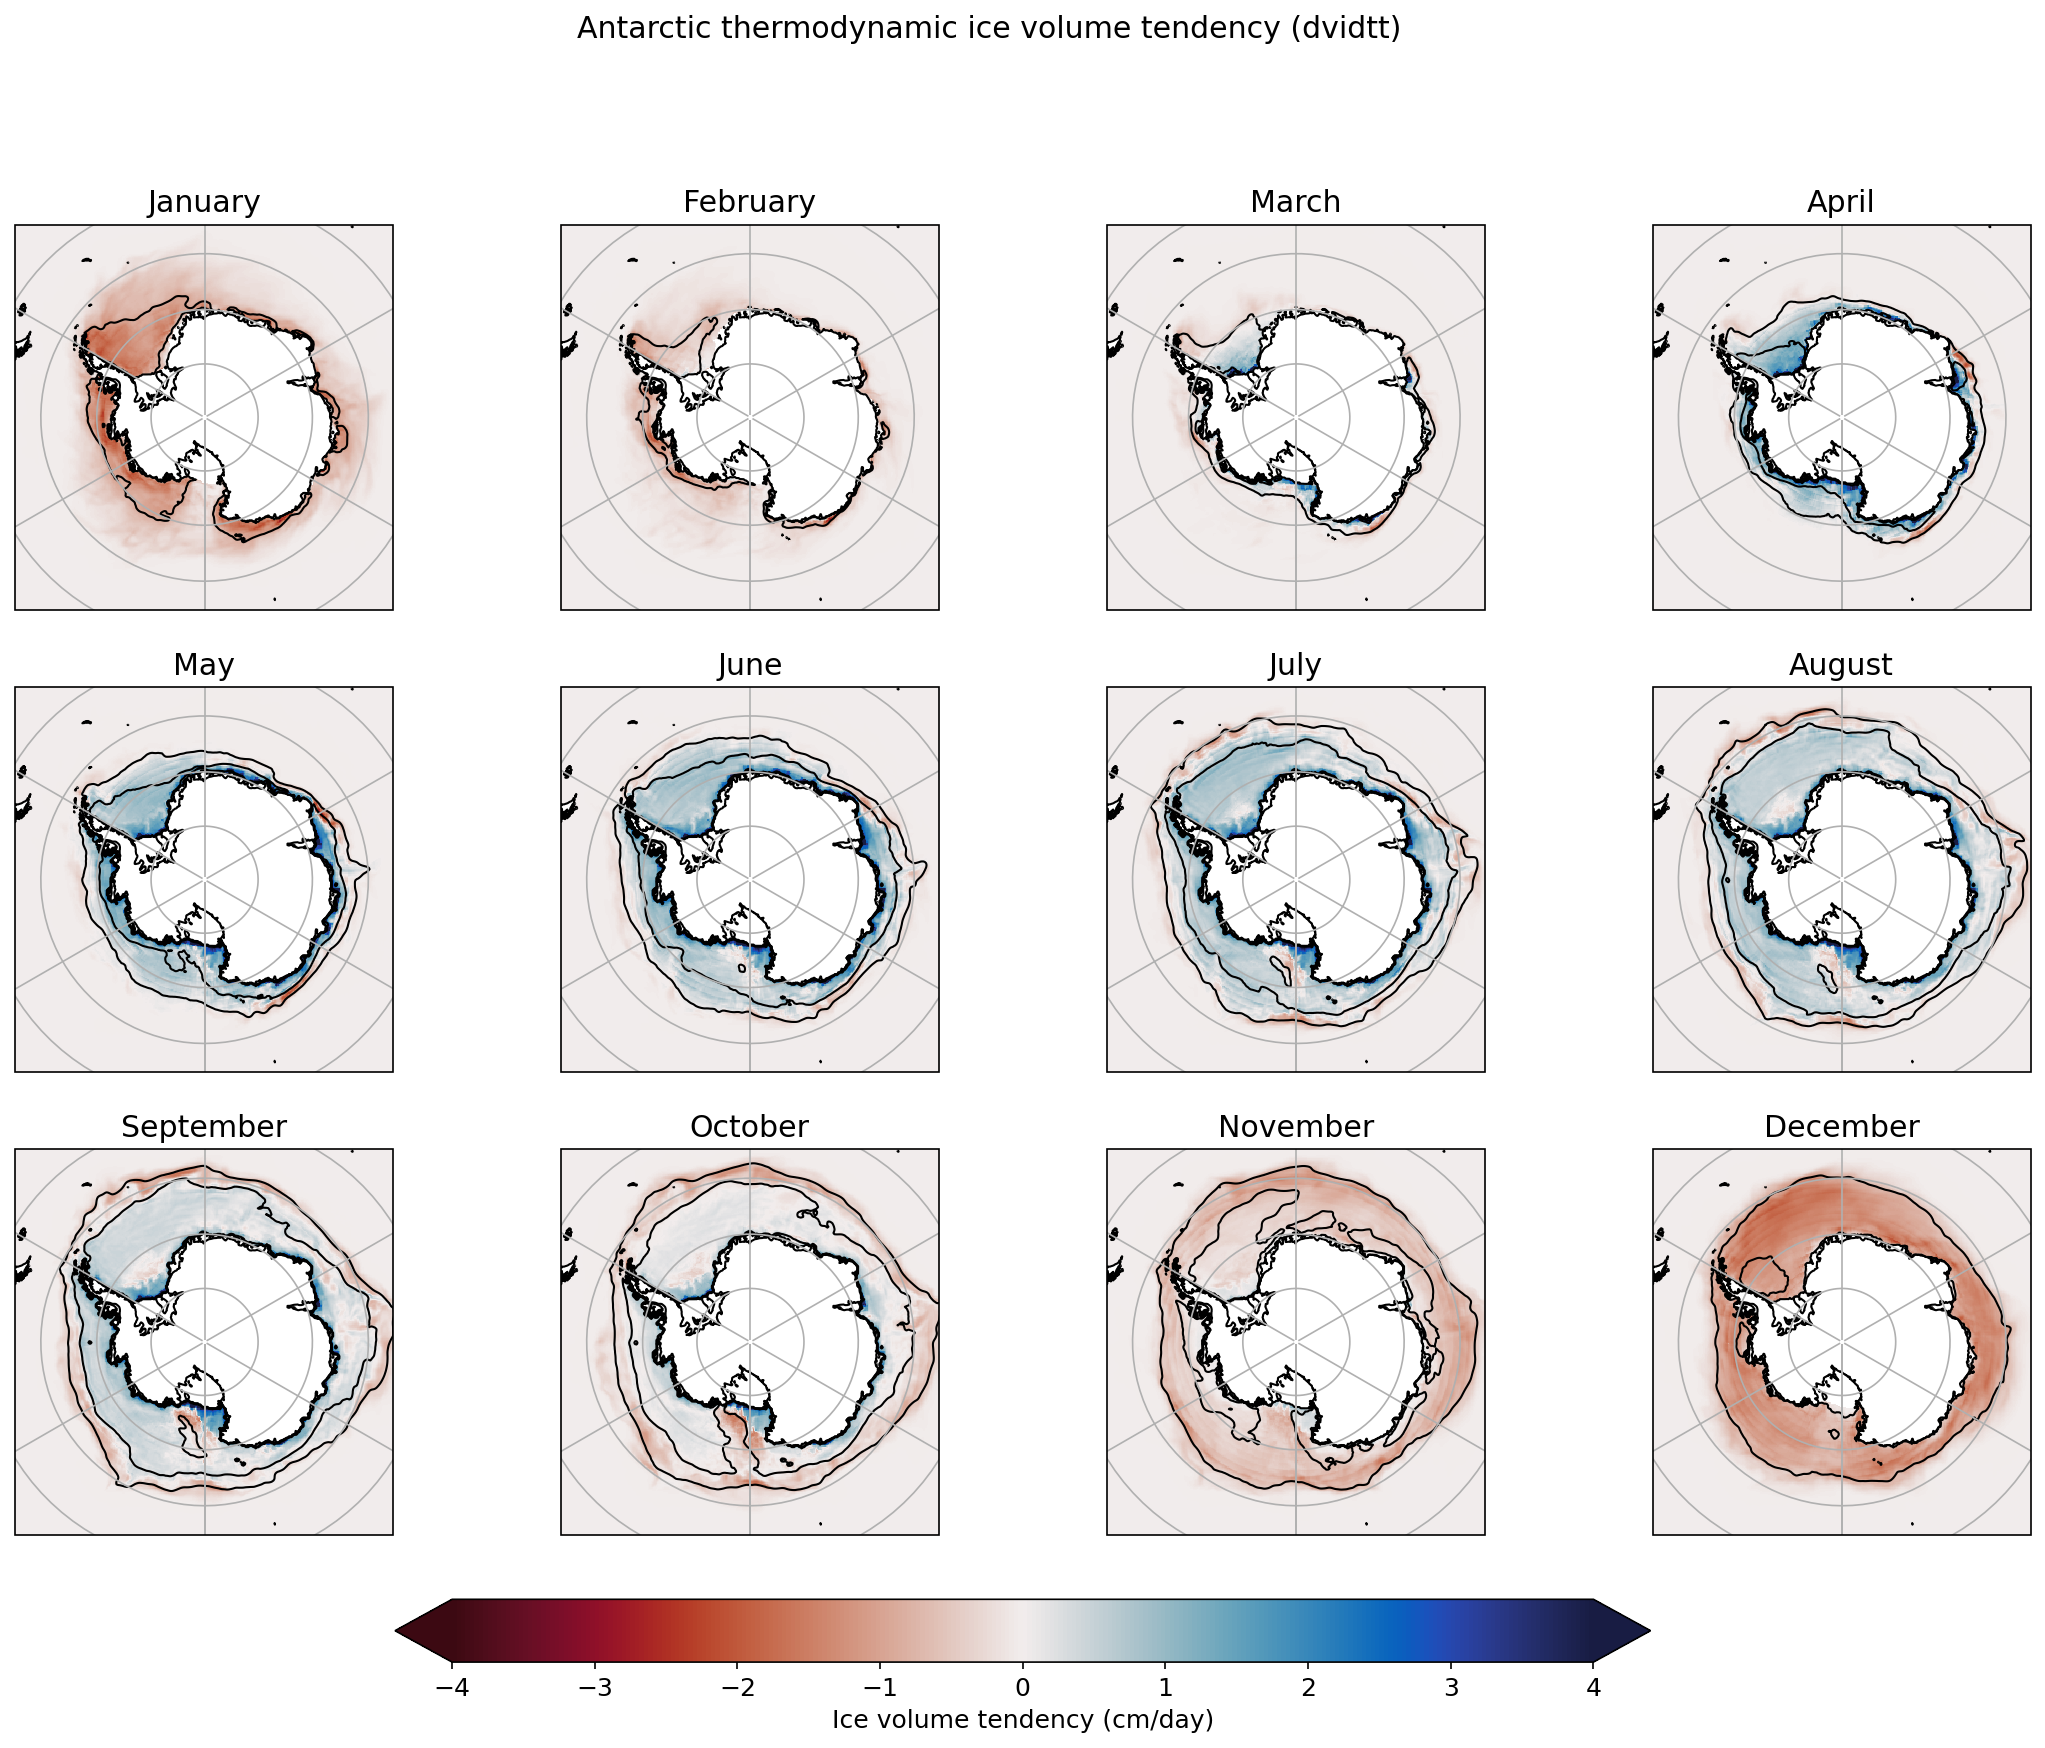 Antarctic thermodynamic ice volume tendency (dvidtt)
January
February
March
April
May
June
July
August
September
October
November
December
−4 −3 −2 −1 0 1 2 3 4
Ice volume tendency (cm/day)